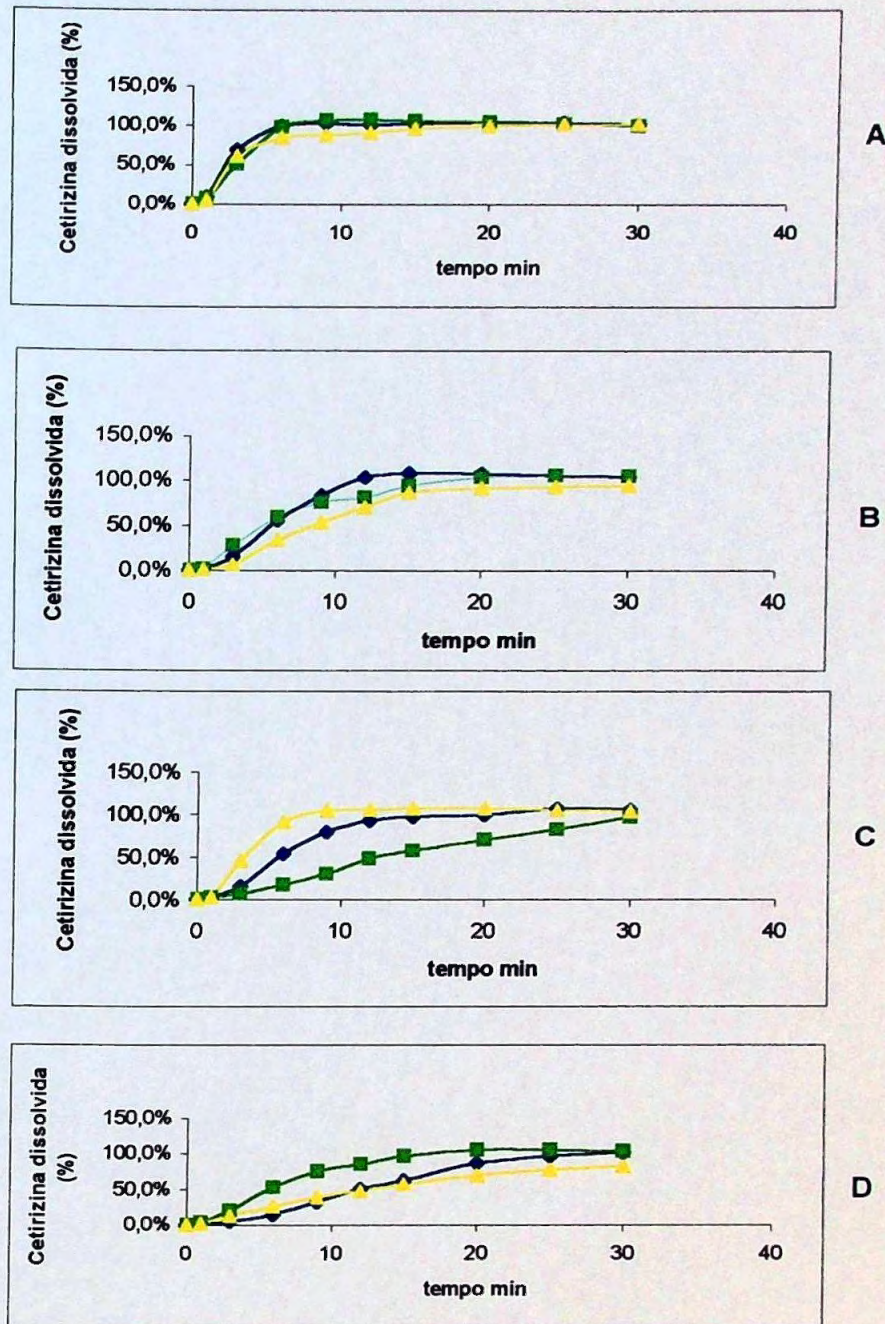 Cetirizina dissolvida (%)
150,0%
100,0%
50,0%
0,0%
0 10 20 30 40
tempo min
A
Cetirizina dissolvida (%)
150,0%
100,0%
50,0%
0,0%
0 10 20 30 40
tempo min
B
Cetirizina dissolvida (%)
150,0%
100,0%
50,0%
0,0%
0 10 20 30 40
tempo min
C
Cetirizina dissolvida
(%)
150,0%
100,0%
50,0%
0,0%
0 10 20 30 40
tempo min
D